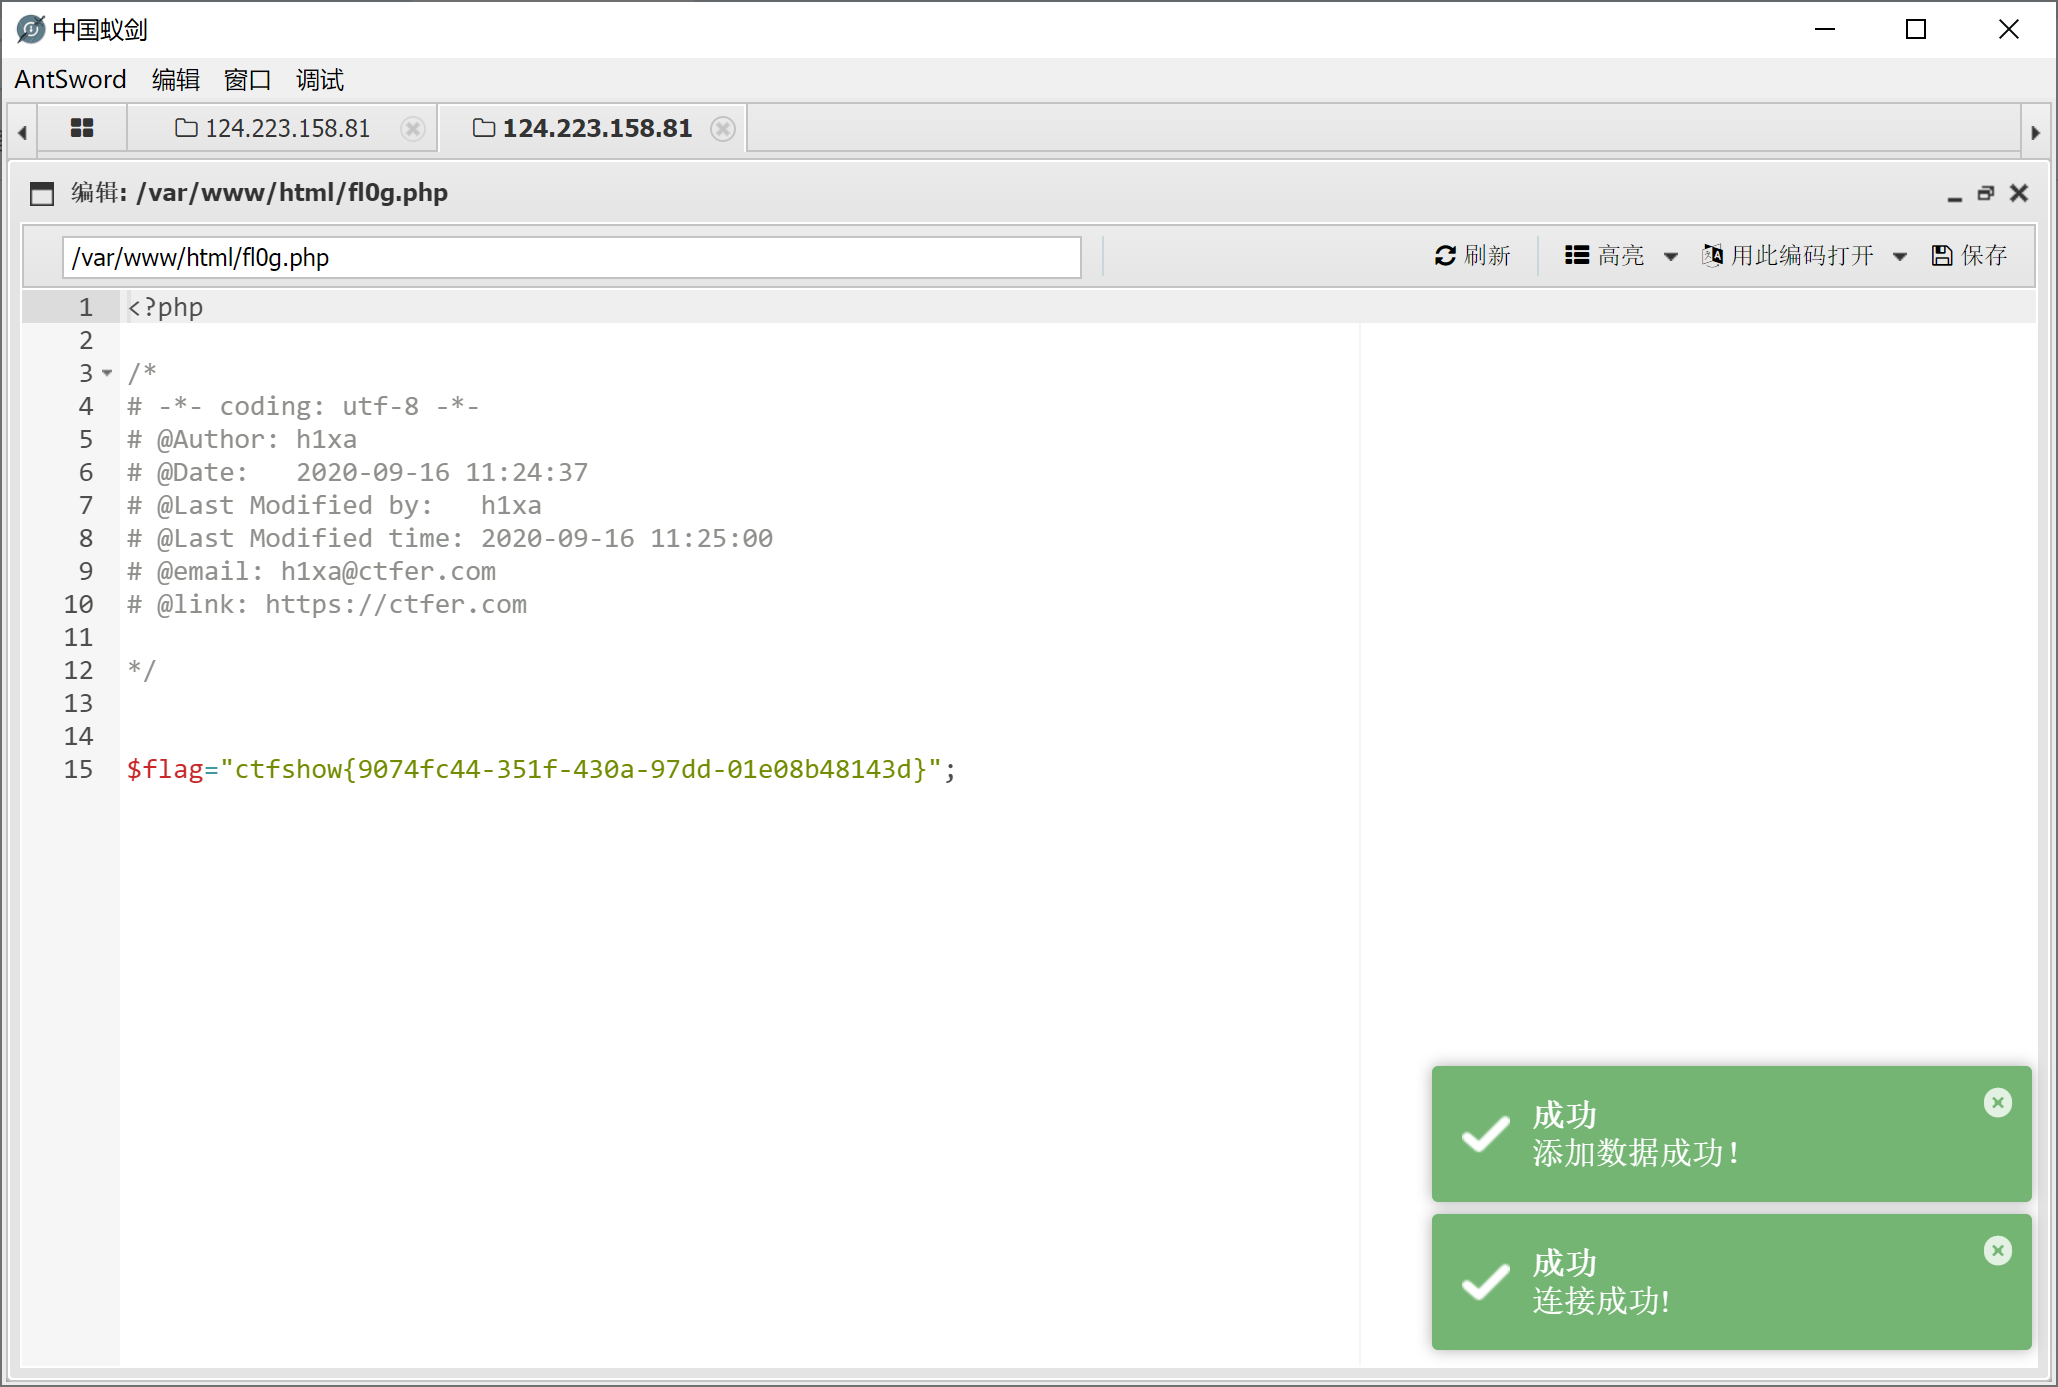 中国蚁剑
AntSword 编辑 窗口 调试
124.223.158.81 124.223.158.81
编辑: /var/www/html/fl0g.php
/var/www/html/fl0g.php 刷新 高亮 用此编码打开 保存
1 <?php
2
3 /*
4 # -*- coding: utf-8 -*-
5 # @Author: h1xa
6 # @Date:   2020-09-16 11:24:37
7 # @Last Modified by:   h1xa
8 # @Last Modified time: 2020-09-16 11:25:00
9 # @email: h1xa@ctfer.com
10 # @link: https://ctfer.com
11
12 */
13
14
15 $flag="ctfshow{9074fc44-351f-430a-97dd-01e08b48143d}";
成功
添加数据成功!
成功
连接成功!